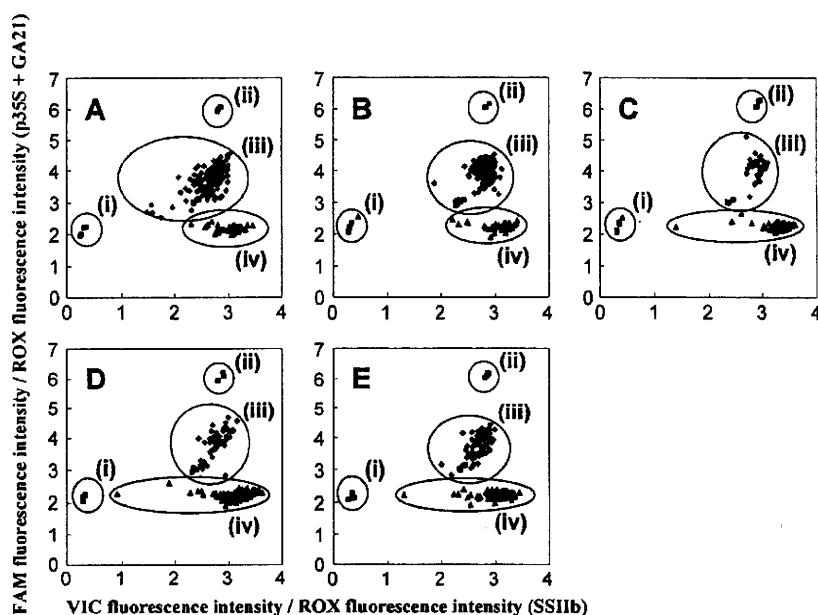 FAM fluorescence intensity / ROX fluorescence intensity (p35S + GA21)
7 6 5 4 3 2 1 0
A
(i)
(ii)
(iii)
(iv)
0 1 2 3 4
7 6 5 4 3 2 1 0
B
(i)
(ii)
(iii)
(iv)
0 1 2 3 4
7 6 5 4 3 2 1 0
C
(i)
(ii)
(iii)
(iv)
0 1 2 3 4
7 6 5 4 3 2 1 0
D
(i)
(ii)
(iii)
(iv)
0 1 2 3 4
7 6 5 4 3 2 1 0
E
(i)
(ii)
(iii)
(iv)
0 1 2 3 4
VIC fluorescence intensity / ROX fluorescence intensity (SSIIb)